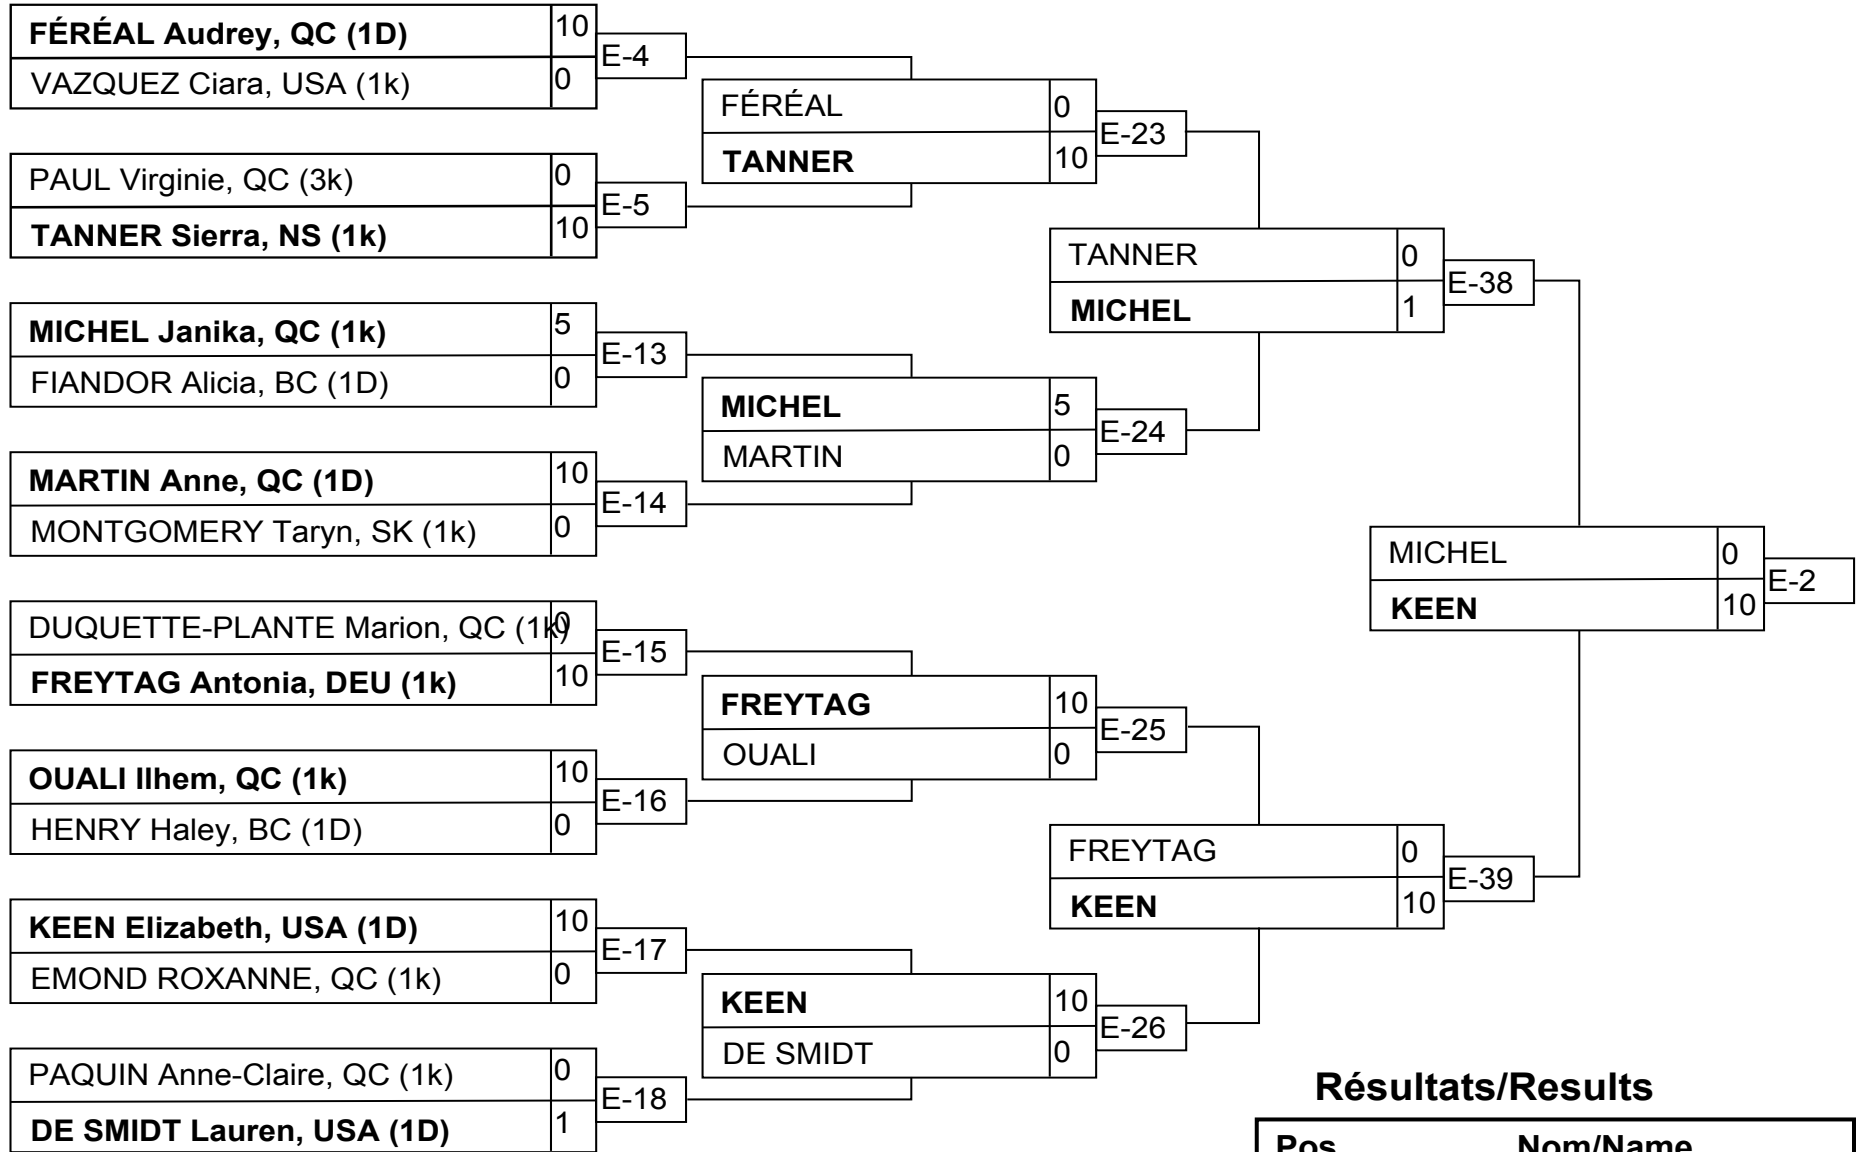 FÉRÉAL Audrey, QC (1D) 10
VAZQUEZ Ciara, USA (1k) 0
E-4
PAUL Virginie, QC (3k) 0
TANNER Sierra, NS (1k) 10
E-5
MICHEL Janika, QC (1k) 5
FIANDOR Alicia, BC (1D) 0
E-13
MARTIN Anne, QC (1D) 10
MONTGOMERY Taryn, SK (1k) 0
E-14
DUQUETTE-PLANTE Marion, QC (1k) 0
FREYTAG Antonia, DEU (1k) 10
E-15
OUALI Ilhem, QC (1k) 10
HENRY Haley, BC (1D) 0
E-16
KEEN Elizabeth, USA (1D) 10
EMOND ROXANNE, QC (1k) 0
E-17
PAQUIN Anne-Claire, QC (1k) 0
DE SMIDT Lauren, USA (1D) 1
E-18
FÉRÉAL 0
TANNER 10
E-23
MICHEL 5
MARTIN 0
E-24
FREYTAG 10
OUALI 0
E-25
KEEN 10
DE SMIDT 0
E-26
TANNER 0
MICHEL 1
E-38
FREYTAG 0
KEEN 10
E-39
MICHEL 0
KEEN 10
E-2
Résultats/Results
Pos Nom/Name